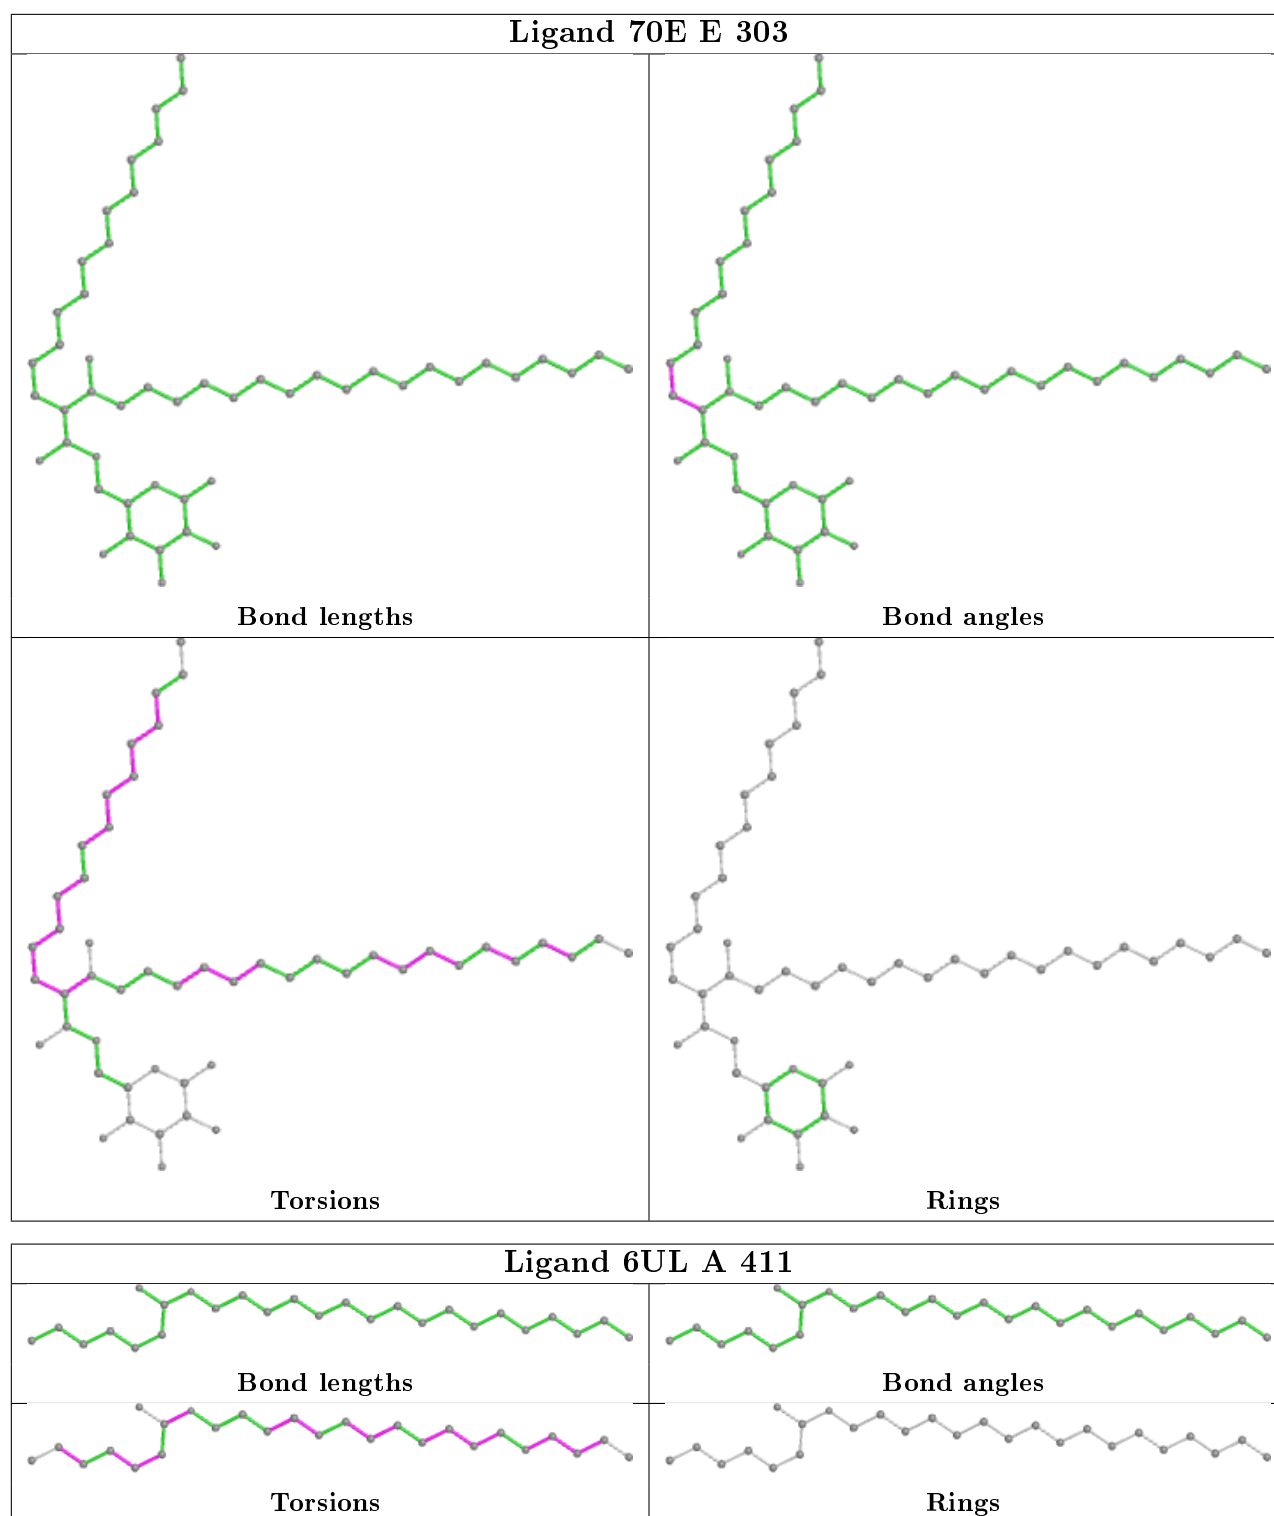 Ligand 70E E 303
Bond lengths
Bond angles
Torsions
Rings
Ligand 6UL A 411
Bond lengths
Bond angles
Torsions
Rings